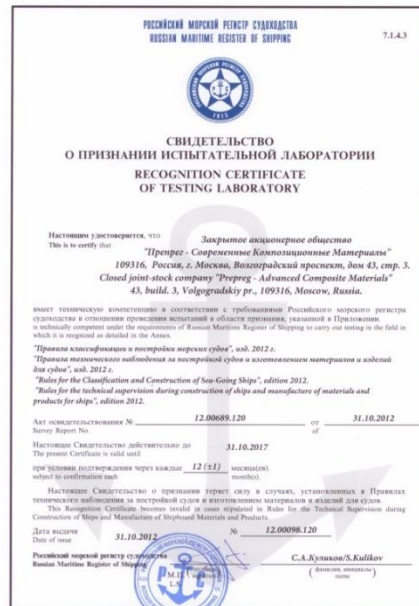 РОССИЙСКИЙ МОРСКОЙ РЕГИСТР СУДОХОДСТВА
RUSSIAN MARITIME REGISTER OF SHIPPING
7.1.4.3
1913
СВИДЕТЕЛЬСТВО
О ПРИЗНАНИИ ИСПЫТАТЕЛЬНОЙ ЛАБОРАТОРИИ
RECOGNITION CERTIFICATE
OF TESTING LABORATORY
Настоящим удостоверяется, что Закрытое акционерное общество
This is to certify that "Препрег - Современные Композиционные Материалы"
109316, Россия, г. Москва, Волгоградский проспект, дом 43, стр. 3.
Closed joint-stock company "Prepreg - Advanced Composite Materials"
43, build. 3, Volgogradskiy pr., 109316, Moscow, Russia.
имеет техническую компетенцию в соответствии с требованиями Российского морского регистра
судоходства в отношении проведения испытаний в области признания, указанной в Приложении.
is technically competent under the requirements of Russian Maritime Register of Shipping to carry out testing in the field in
which it is recognized as detailed in the Annex.
"Правила классификации и постройки морских судов", изд. 2012 г.
"Правила технического наблюдения за постройкой судов и изготовлением материалов и изделий
для судов", изд. 2012 г.
"Rules for the Classification and Construction of Sea-Going Ships", edition 2012.
"Rules for the technical supervision during construction of ships and manufacture of materials and
products for ships", edition 2012.
Акт освидетельствования № 12.00689.120 от 31.10.2012
Survey Report No. of
Настоящее Свидетельство действительно до 31.10.2017
The present Certificate is valid until
при условии подтверждения через каждые 12 (±1) месяца(ев).
subject to confirmation each month(s).
Настоящее Свидетельство о признании теряет силу в случаях, установленных в Правилах
технического наблюдения за постройкой судов и изготовлением материалов и изделий для судов.
This Recognition Certificate becomes invalid in cases stipulated in Rules for the Technical Supervision during
Construction of Ships and Manufacture of Shipboard Materials and Products.
Дата выдачи 31.10.2012 № 12.00098.120
Date of issue No.
Российский морской регистр судоходства С.А.Куликов/S.Kulikov
Russian Maritime Register of Shipping (фамилия, инициалы)
М.П. name
L.S.